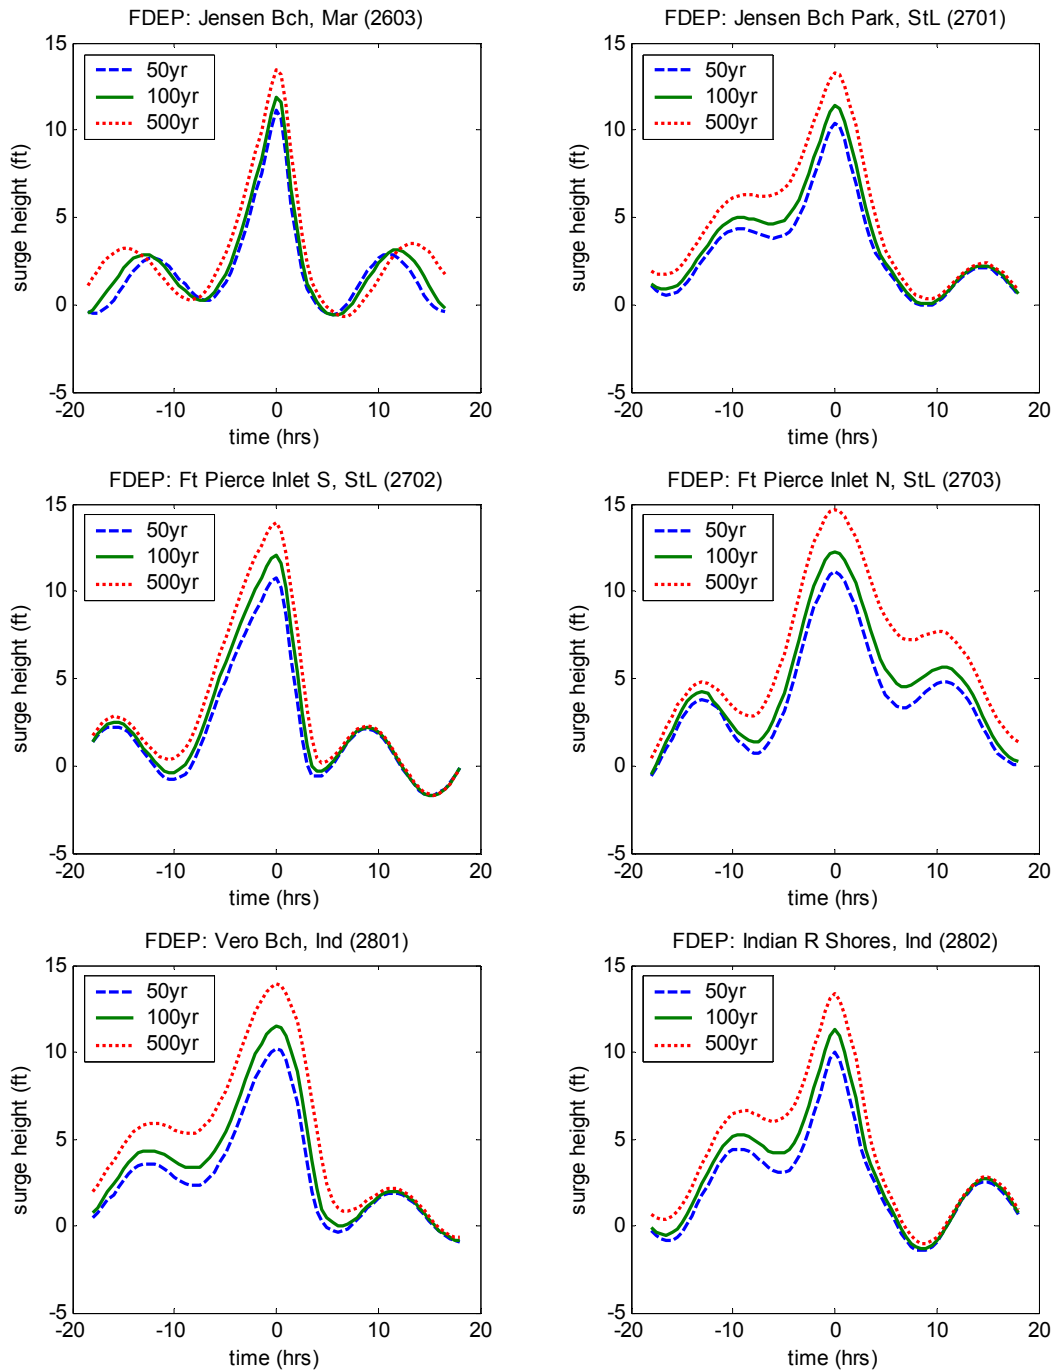 FDEP: Jensen Bch, Mar (2603)
15
10
5
0
-5
surge height (ft)
50yr
100yr
500yr
-20 -10 0 10 20
time (hrs)
FDEP: Jensen Bch Park, StL (2701)
15
10
5
0
-5
surge height (ft)
50yr
100yr
500yr
-20 -10 0 10 20
time (hrs)
FDEP: Ft Pierce Inlet S, StL (2702)
15
10
5
0
-5
surge height (ft)
50yr
100yr
500yr
-20 -10 0 10 20
time (hrs)
FDEP: Ft Pierce Inlet N, StL (2703)
15
10
5
0
-5
surge height (ft)
50yr
100yr
500yr
-20 -10 0 10 20
time (hrs)
FDEP: Vero Bch, Ind (2801)
15
10
5
0
-5
surge height (ft)
50yr
100yr
500yr
-20 -10 0 10 20
time (hrs)
FDEP: Indian R Shores, Ind (2802)
15
10
5
0
-5
surge height (ft)
50yr
100yr
500yr
-20 -10 0 10 20
time (hrs)